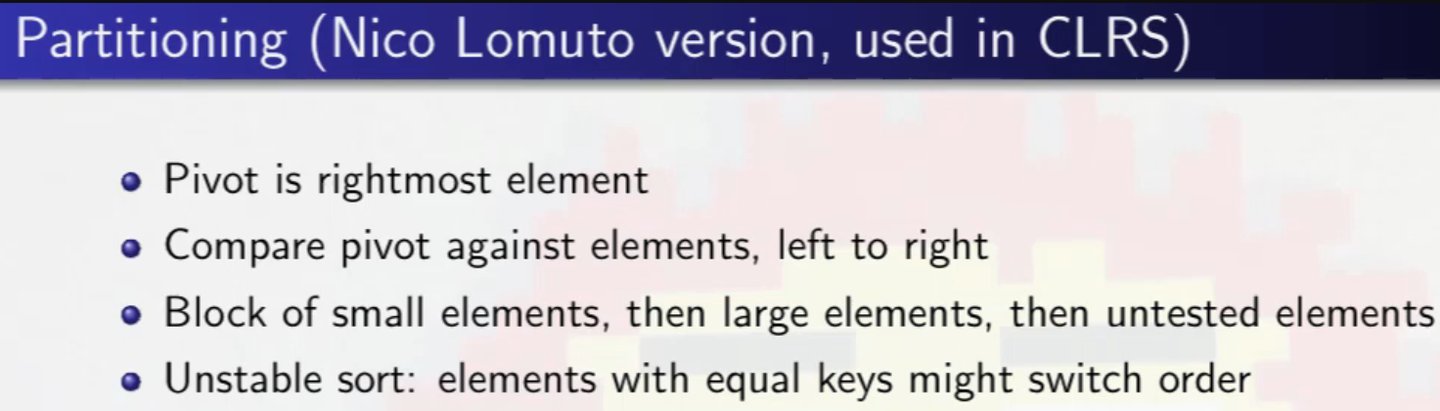 Partitioning (Nico Lomuto version, used in CLRS)
Pivot is rightmost element
Compare pivot against elements, left to right
Block of small elements, then large elements, then untested elements
Unstable sort: elements with equal keys might switch order